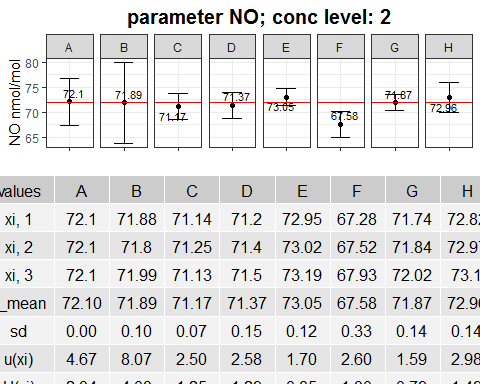 parameter NO; conc level: 2
A B C D E F G H
NO nmol/mol
80
75
70
65
72.1 71.89 71.17 71.37 73.05 67.58 71.87 72.96
values A B C D E F G H
xi, 1 72.1 71.88 71.14 71.2 72.95 67.28 71.74 72.82
xi, 2 72.1 71.8 71.25 71.4 73.02 67.52 71.84 72.97
xi, 3 72.1 71.99 71.13 71.5 73.19 67.93 72.02 73.1
_mean 72.10 71.89 71.17 71.37 73.05 67.58 71.87 72.96
sd 0.00 0.10 0.07 0.15 0.12 0.33 0.14 0.14
u(xi) 4.67 8.07 2.50 2.58 1.70 2.60 1.59 2.98